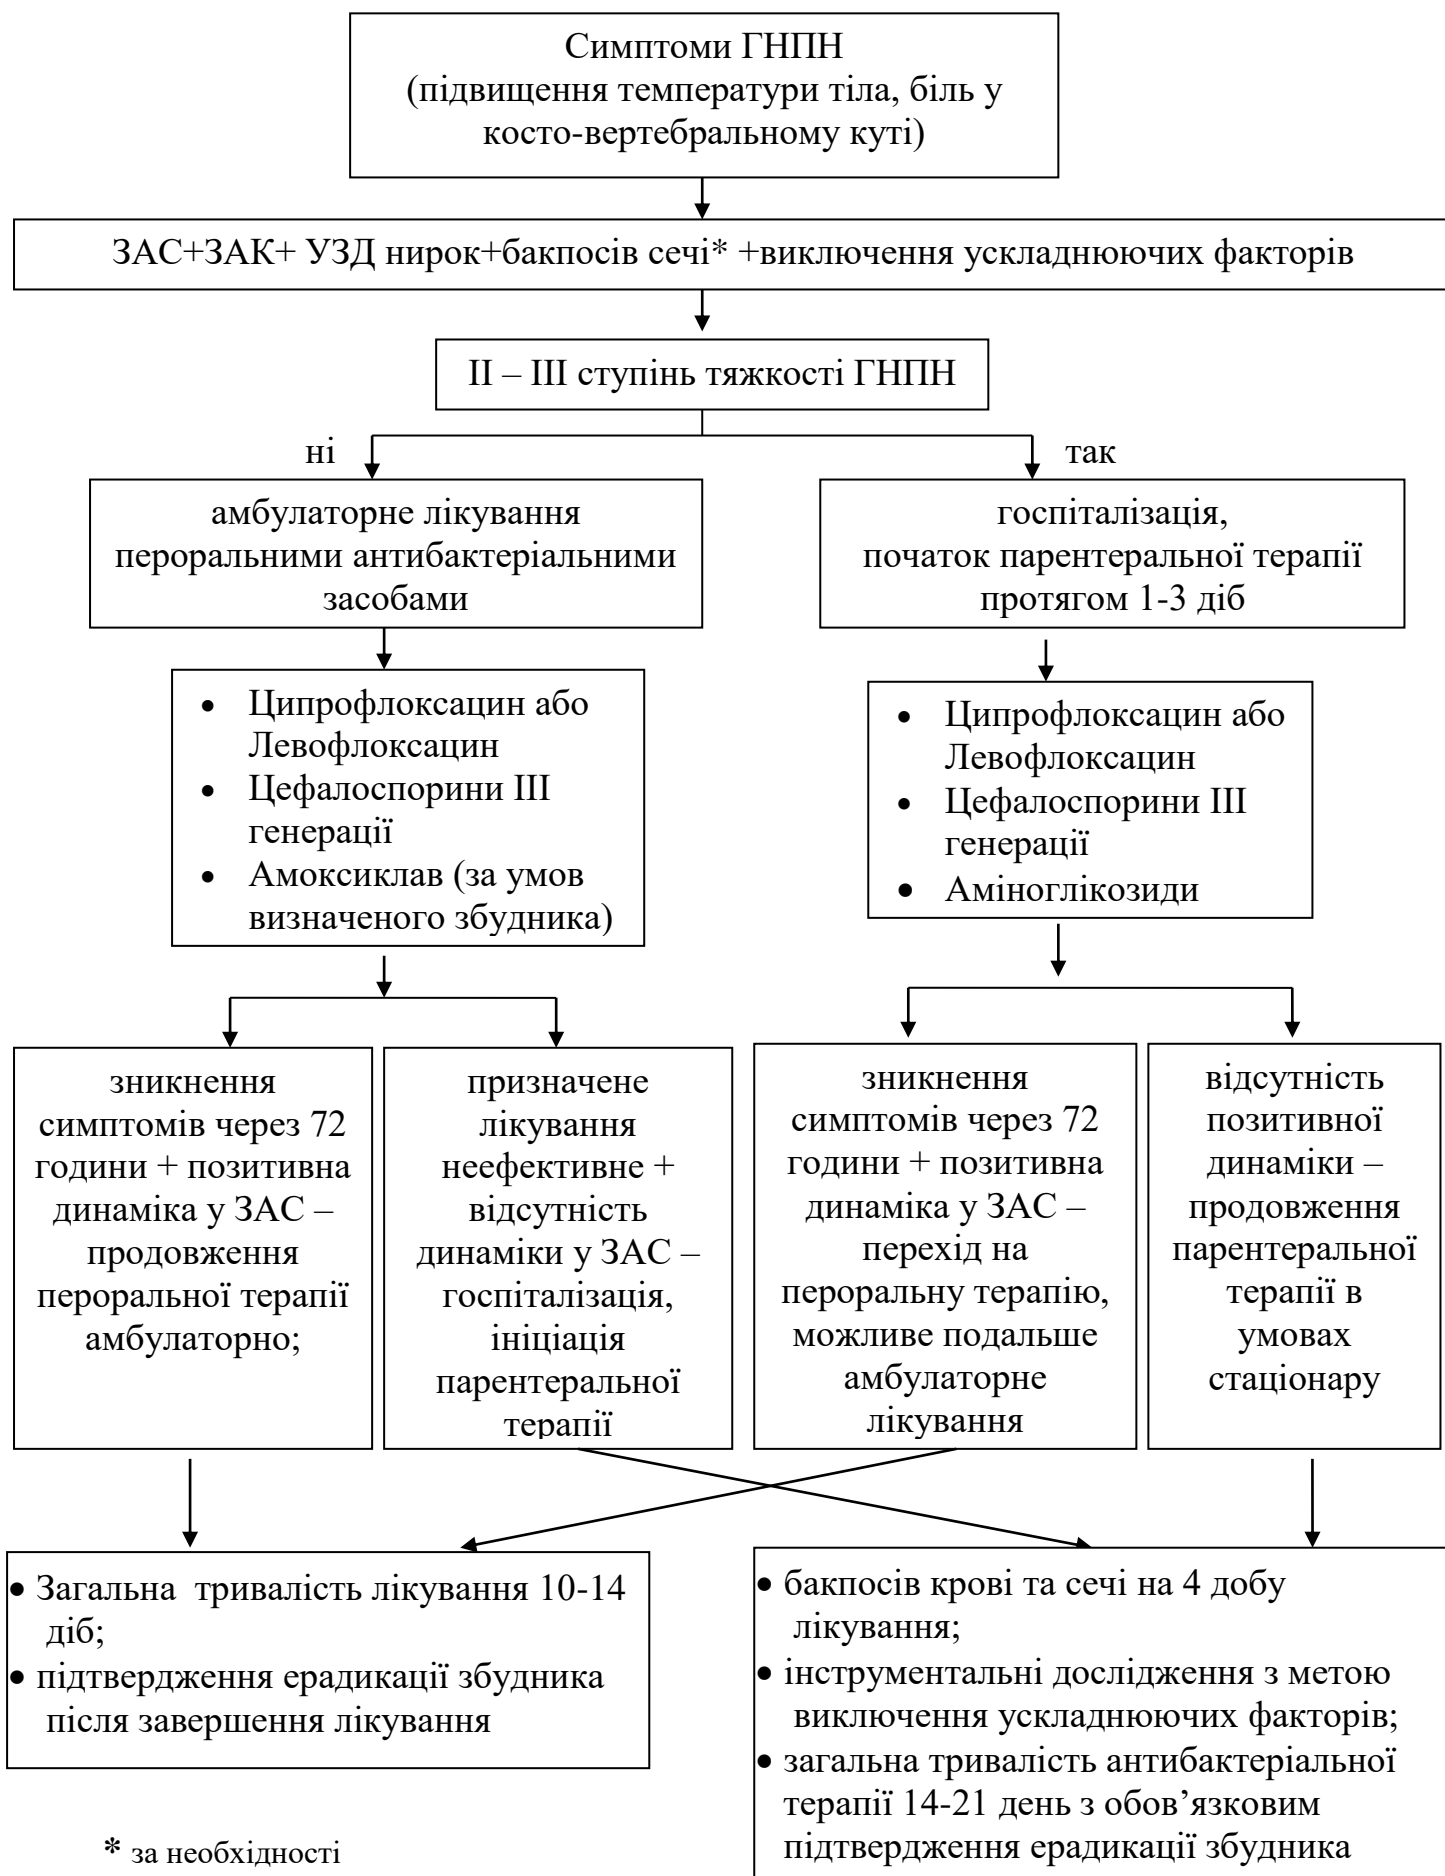 Симптоми ГНПН
(підвищення температури тіла, біль у
косто-вертебральному куті)
ЗАС+ЗАК+ УЗД нирок+бакпосів сечі* +виключення ускладнюючих факторів
ІІ – ІІІ ступінь тяжкості ГНПН
ні
так
амбулаторне лікування
пероральними антибактеріальними
засобами
госпіталізація,
початок парентеральної терапії
протягом 1-3 діб
• Ципрофлоксацин або
Левофлоксацин
• Цефалоспорини ІІІ
генерації
• Амоксиклав (за умов
визначеного збудника)
• Ципрофлоксацин або
Левофлоксацин
• Цефалоспорини ІІІ
генерації
• Аміноглікозиди
зникнення
симптомів через 72
години + позитивна
динаміка у ЗАС –
продовження
пероральної терапії
амбулаторно;
призначене
лікування
неефективне +
відсутність
динаміки у ЗАС –
госпіталізація,
ініціація
парентеральної
терапії
зникнення
симптомів через 72
години + позитивна
динаміка у ЗАС –
перехід на
пероральну терапію,
можливе подальше
амбулаторне
лікування
відсутність
позитивної
динаміки –
продовження
парентеральної
терапії в
умовах
стаціонару
• Загальна тривалість лікування 10-14
діб;
• підтвердження ерадикації збудника
після завершення лікування
• бакпосів крові та сечі на 4 добу
лікування;
• інструментальні дослідження з метою
виключення ускладнюючих факторів;
• загальна тривалість антибактеріальної
терапії 14-21 день з обов’язковим
підтвердження ерадикації збудника
* за необхідності